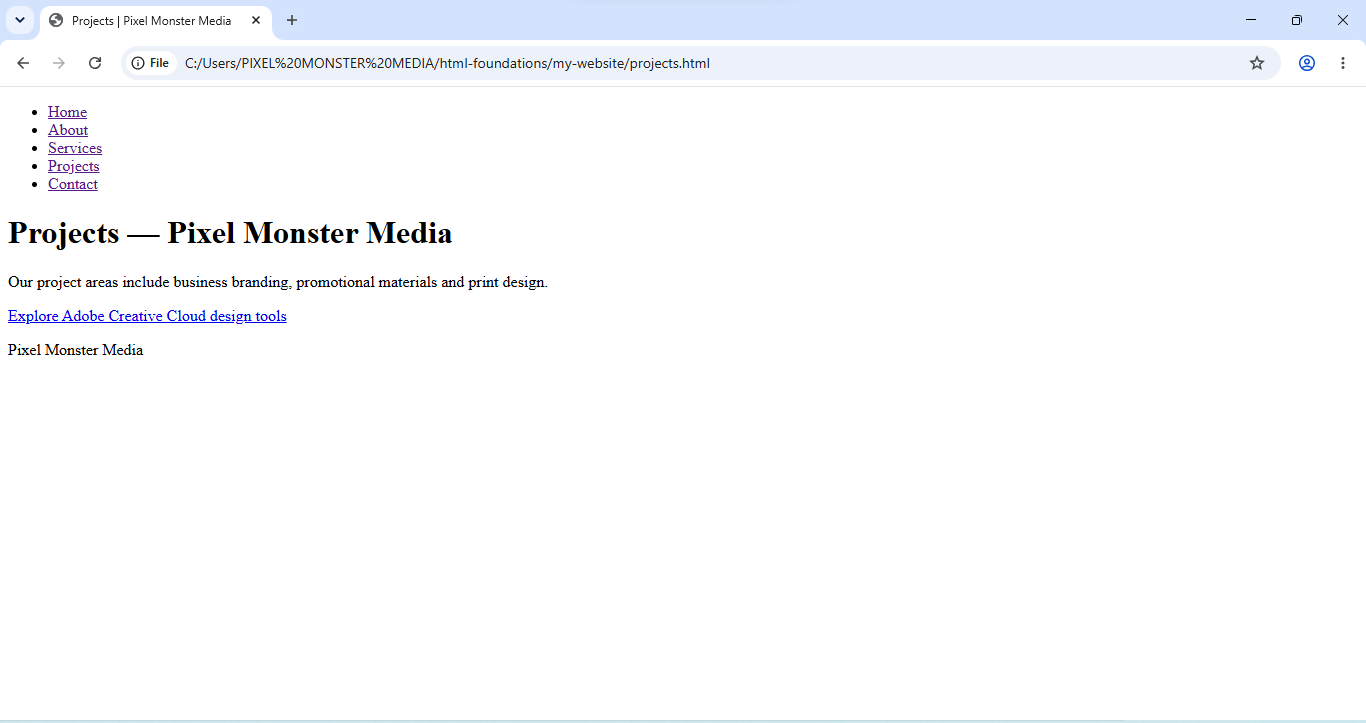 Projects | Pixel Monster Media
File
C:/Users/PIXEL%20MONSTER%20MEDIA/html-foundations/my-website/projects.html
Home
About
Services
Projects
Contact
Projects — Pixel Monster Media
Our project areas include business branding, promotional materials and print design.
Explore Adobe Creative Cloud design tools
Pixel Monster Media